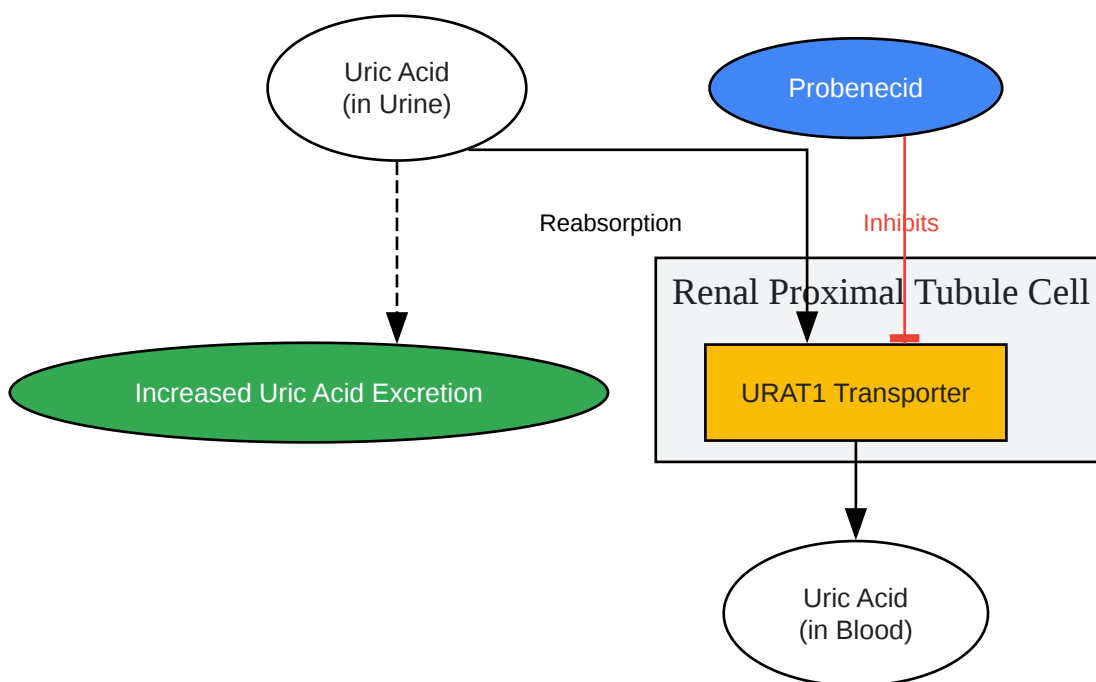 Uric Acid
(in Urine)
Probenecid
Reabsorption
Inhibits
Renal Proximal Tubule Cell
Increased Uric Acid Excretion
URAT1 Transporter
Uric Acid
(in Blood)